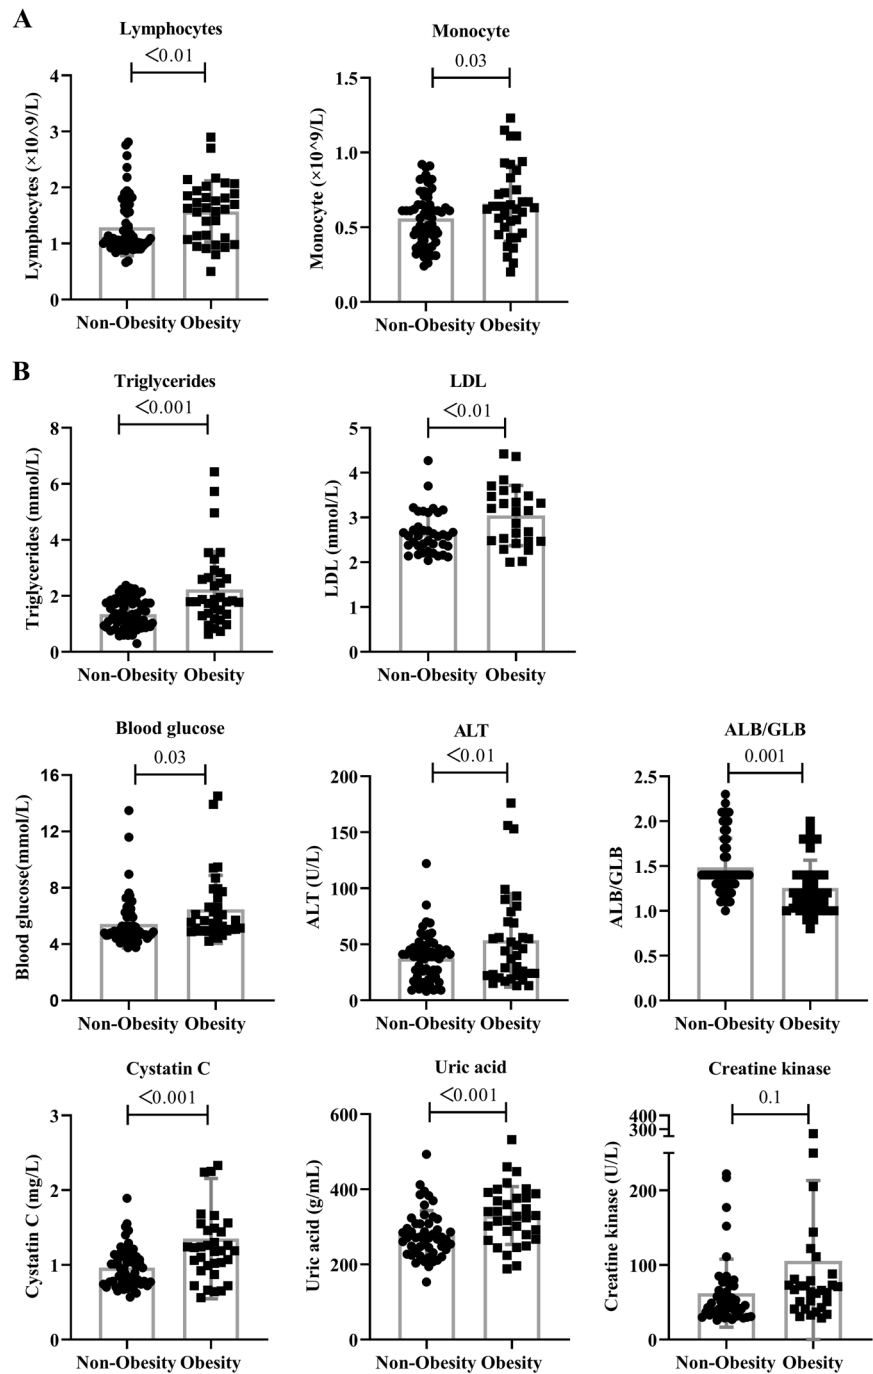 A
Lymphocytes
<0.01
Lymphocytes (×10^9/L)
4
3
2
1
0
Non-Obesity Obesity
Monocyte
0.03
Monocyte (×10^9/L)
1.5
1.0
0.5
0.0
Non-Obesity Obesity
B
Triglycerides
<0.001
Triglycerides (mmol/L)
8
6
4
2
0
Non-Obesity Obesity
LDL
<0.01
LDL (mmol/L)
5
4
3
2
1
0
Non-Obesity Obesity
Blood glucose
0.03
Blood glucose(mmol/L)
16
12
8
4
0
Non-Obesity Obesity
ALT
<0.01
ALT (U/L)
200
150
100
50
0
Non-Obesity Obesity
ALB/GLB
0.001
ALB/GLB
2.5
2.0
1.5
1.0
0.5
0.0
Non-Obesity Obesity
Cystatin C
<0.001
Cystatin C (mg/L)
3
2
1
0
Non-Obesity Obesity
Uric acid
<0.001
Uric acid (g/mL)
600
400
200
0
Non-Obesity Obesity
Creatine kinase
0.1
Creatine kinase (U/L)
400
300
200
100
0
Non-Obesity Obesity